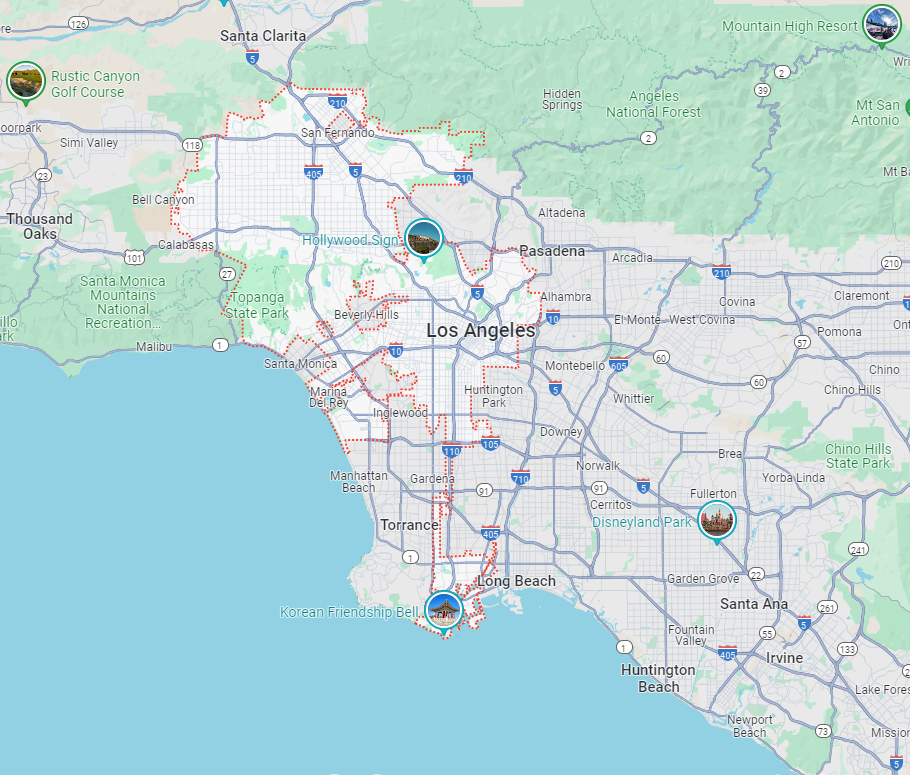 126
Santa Clarita
Mountain High Resort
5
Rustic Canyon
Golf Course
2
39
Hidden
Springs
Angeles
National Forest
Mt San
Antonio
210
oorpark
Simi Valley
118
San Fernando
2
405
5
210
23
Bell Canyon
Mt Ba
Thousand
Oaks
Altadena
Calabasas
Hollywood Sign
Pasadena
101
Arcadia
210
27
210
Santa Monica
Mountains
National
Recreation...
Topanga
State Park
5
Alhambra
Covina
Claremont
Beverly Hills
10
El Monte
West Covina
Ont
Los Angeles
Pomona
Malibu
1
10
57
Santa Monica
Montebello
605
60
Chino
60
5
Marina
Del Rey
Huntington
Park
Whittier
Chino Hills
Inglewood
Downey
110
105
Brea
Chino Hills
State Park
Manhattan
Beach
Gardena
91
710
Norwalk
5
91
Yorba Linda
Cerritos
Fullerton
Torrance
Disneyland Park
405
1
241
Long Beach
Garden Grove
22
Korean Friendship Bell
Santa Ana
261
5
Fountain
Valley
55
1
133
405
Irvine
Huntington
Beach
Lake Fores
Newport
Beach
73
Mission
5